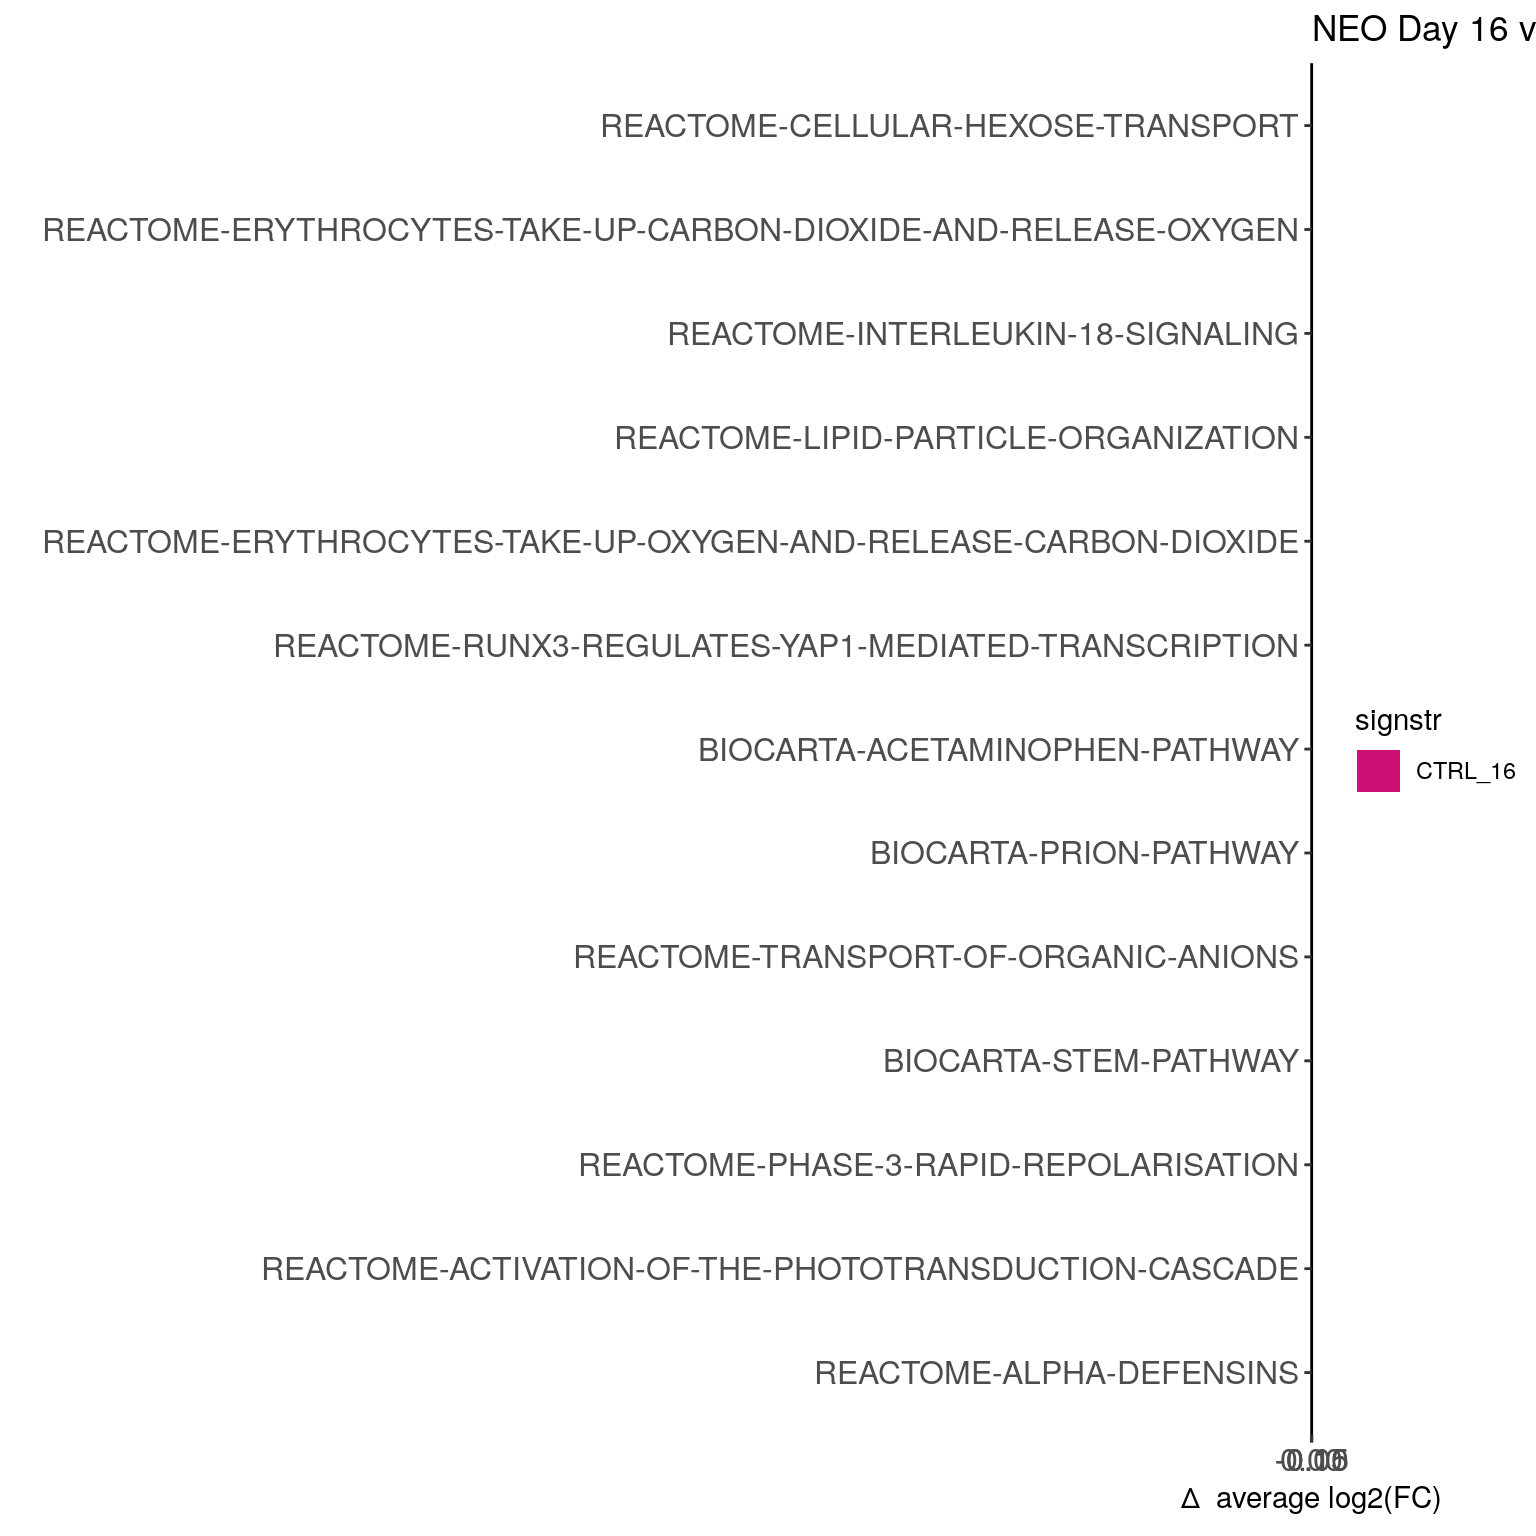 NEO Day 16 v
REACTOME-CELLULAR-HEXOSE-TRANSPORT
REACTOME-ERYTHROCYTES-TAKE-UP-CARBON-DIOXIDE-AND-RELEASE-OXYGEN
REACTOME-INTERLEUKIN-18-SIGNALING
REACTOME-LIPID-PARTICLE-ORGANIZATION
REACTOME-ERYTHROCYTES-TAKE-UP-OXYGEN-AND-RELEASE-CARBON-DIOXIDE
REACTOME-RUNX3-REGULATES-YAP1-MEDIATED-TRANSCRIPTION
signstr
BIOCARTA-ACETAMINOPHEN-PATHWAY
CTRL_16
BIOCARTA-PRION-PATHWAY
REACTOME-TRANSPORT-OF-ORGANIC-ANIONS
BIOCARTA-STEM-PATHWAY
REACTOME-PHASE-3-RAPID-REPOLARISATION
REACTOME-ACTIVATION-OF-THE-PHOTOTRANSDUCTION-CASCADE
REACTOME-ALPHA-DEFENSINS
Δ average log2(FC)